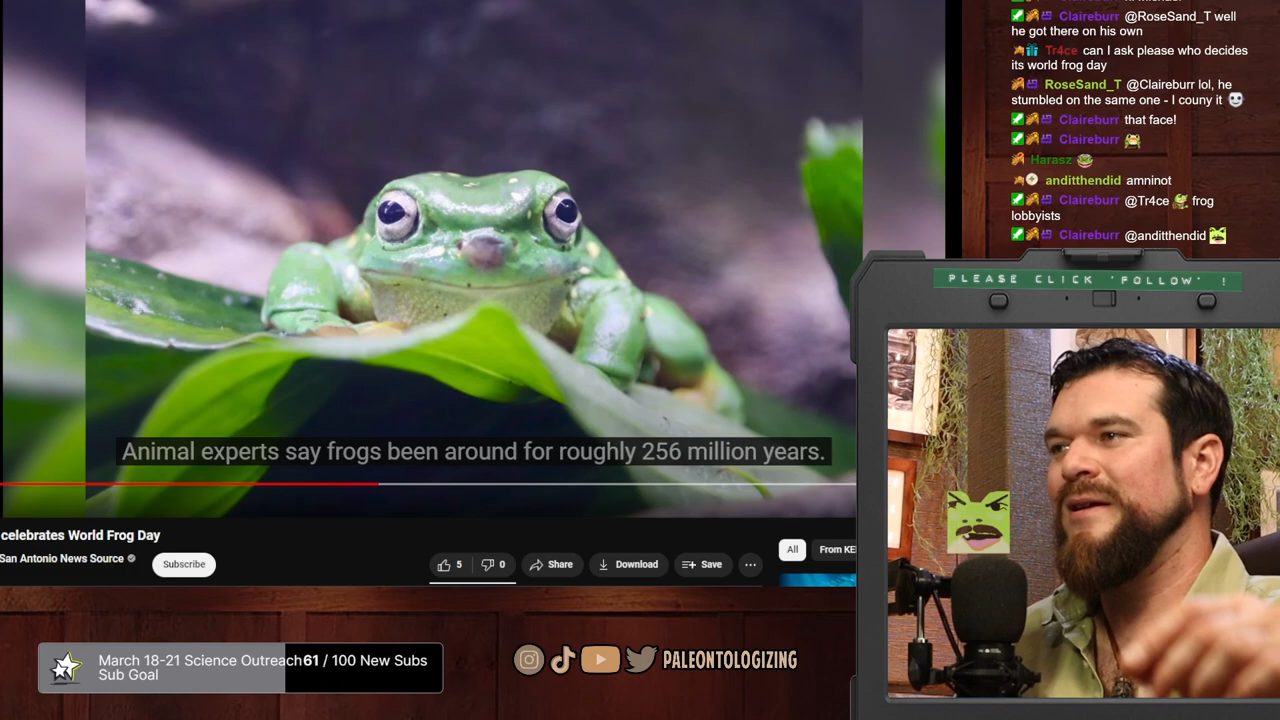 Claireburr @RoseSand_T well
he got there on his own
Tr4ce can I ask please who decides
its world frog day
RoseSand_T @Claireburr lol, he
stumbled on the same one - I couny it
Claireburr that face!
Claireburr
Harasz
anditthendid amninot
Claireburr @Tr4ce frog
lobbyists
Claireburr @anditthendid
PLEASE CLICK "FOLLOW" !
Animal experts say frogs been around for roughly 256 million years.
celebrates World Frog Day
San Antonio News Source
Subscribe
5
0
Share
Download
Save
All
From KE
March 18-21 Science Outreach
Sub Goal
61 / 100 New Subs
PALEONTOLOGIZING